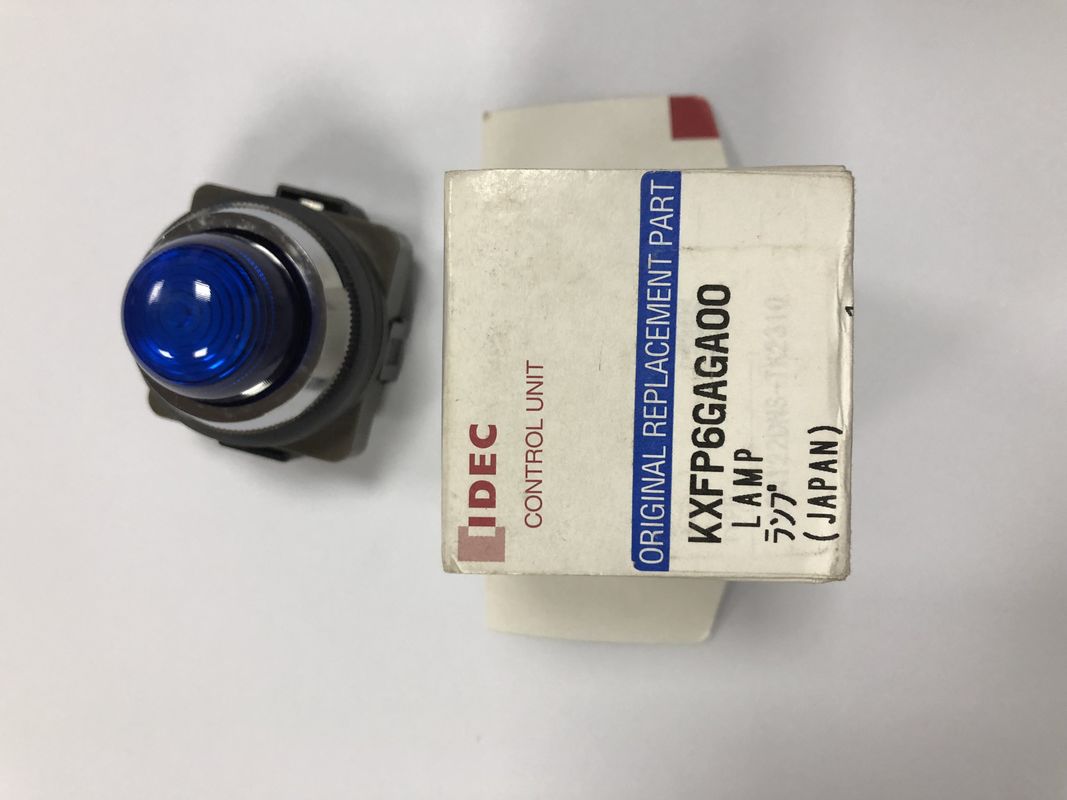 IDEC
CONTROL UNIT
ORIGINAL REPLACEMENT PART
KXFP6GAGA00
LAMP
ランプ
(JAPAN)